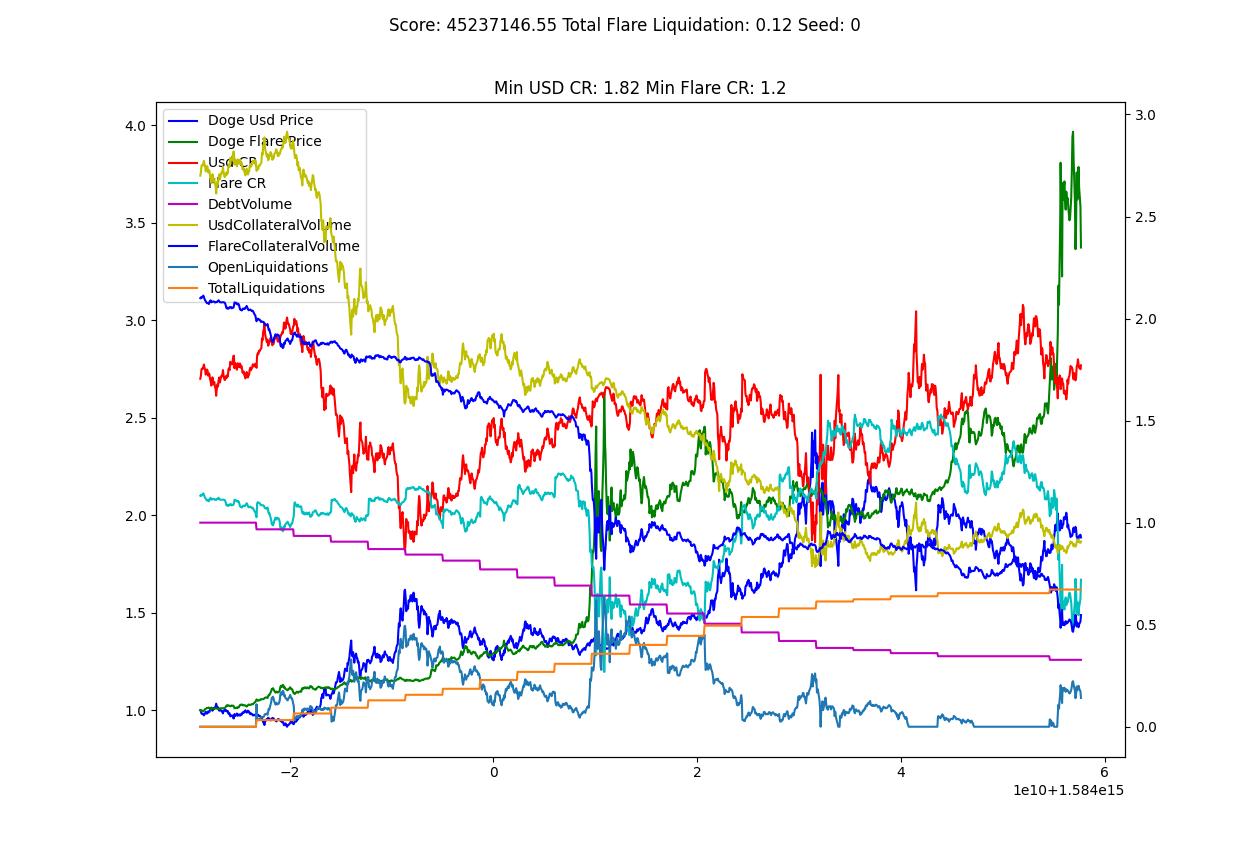 Score: 45237146.55 Total Flare Liquidation: 0.12 Seed: 0
Min USD CR: 1.82 Min Flare CR: 1.2
Doge Usd Price
Doge Flare Price
Usd CR
Flare CR
DebtVolume
UsdCollateralVolume
FlareCollateralVolume
OpenLiquidations
TotalLiquidations
4.0
3.5
3.0
2.5
2.0
1.5
1.0
3.0
2.5
2.0
1.5
1.0
0.5
0.0
−2
0
2
4
6
1e10+1.584e15